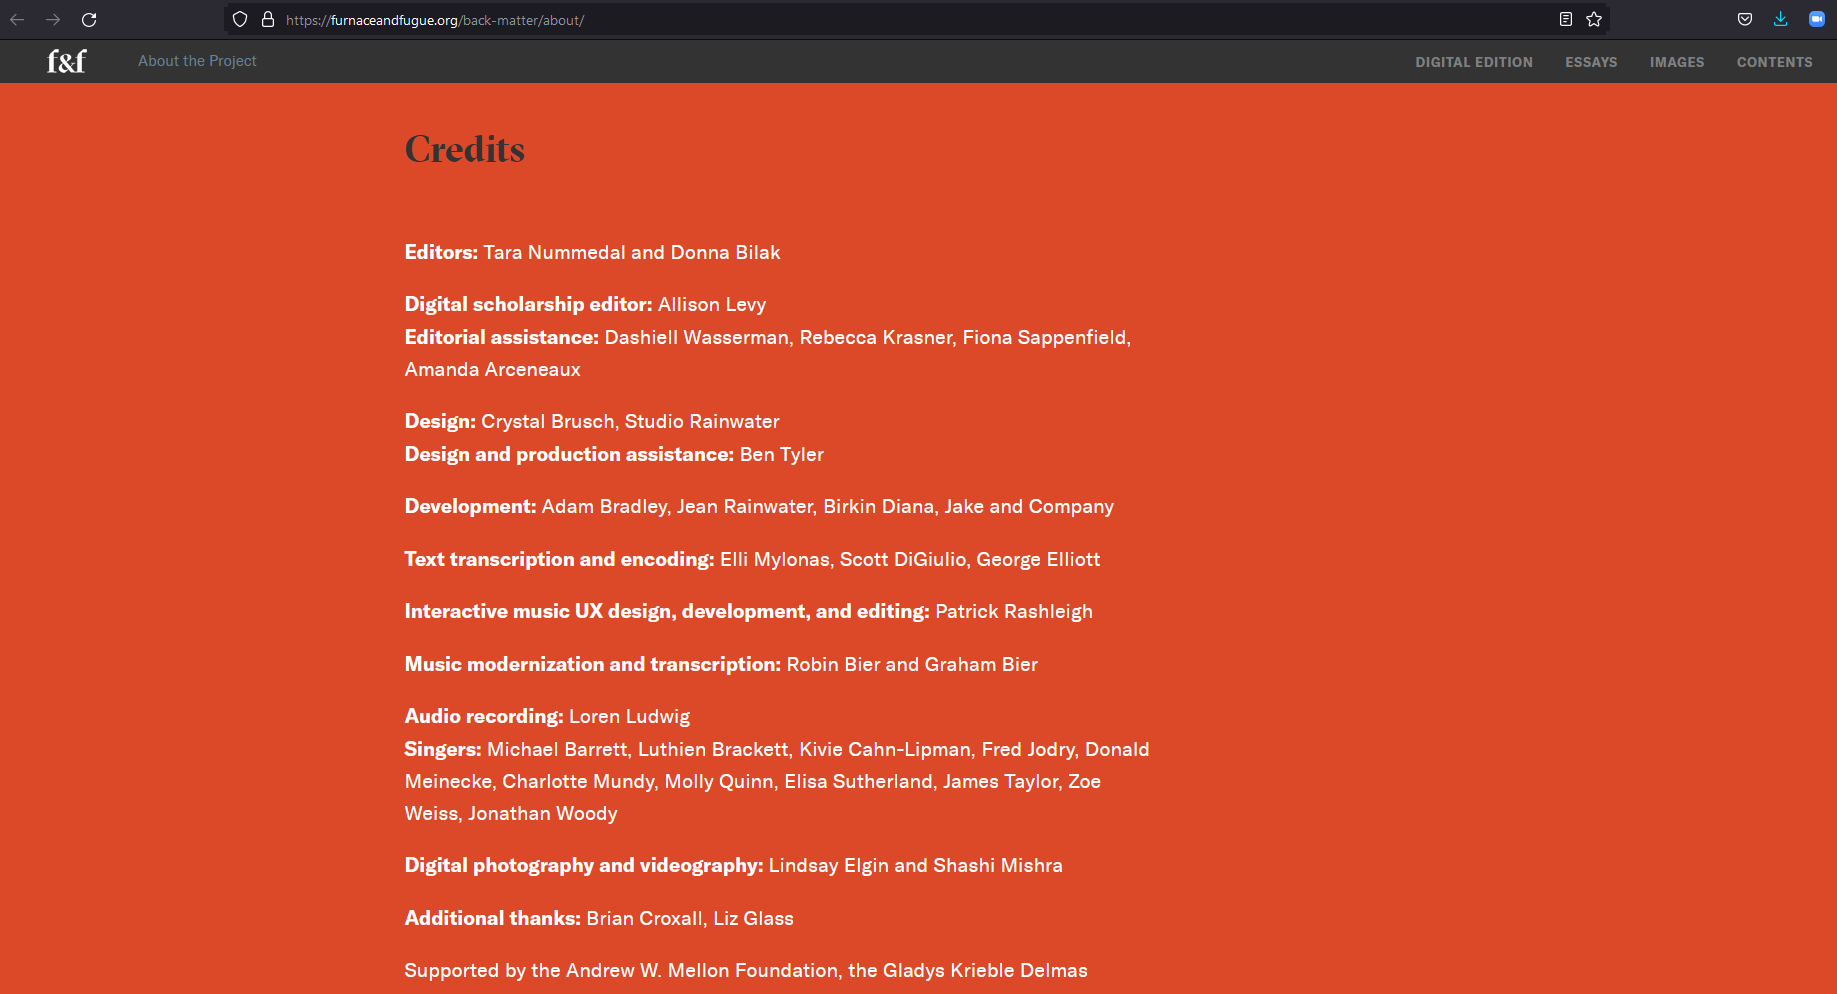 https://furnaceandfugue.org/back-matter/about/
f&f
About the Project
DIGITAL EDITION
ESSAYS
IMAGES
CONTENTS
Credits
Editors: Tara Nummedal and Donna Bilak
Digital scholarship editor: Allison Levy
Editorial assistance: Dashiell Wasserman, Rebecca Krasner, Fiona Sappenfield,
Amanda Arceneaux
Design: Crystal Brusch, Studio Rainwater
Design and production assistance: Ben Tyler
Development: Adam Bradley, Jean Rainwater, Birkin Diana, Jake and Company
Text transcription and encoding: Elli Mylonas, Scott DiGiulio, George Elliott
Interactive music UX design, development, and editing: Patrick Rashleigh
Music modernization and transcription: Robin Bier and Graham Bier
Audio recording: Loren Ludwig
Singers: Michael Barrett, Luthien Brackett, Kivie Cahn-Lipman, Fred Jodry, Donald
Meinecke, Charlotte Mundy, Molly Quinn, Elisa Sutherland, James Taylor, Zoe
Weiss, Jonathan Woody
Digital photography and videography: Lindsay Elgin and Shashi Mishra
Additional thanks: Brian Croxall, Liz Glass
Supported by the Andrew W. Mellon Foundation, the Gladys Krieble Delmas